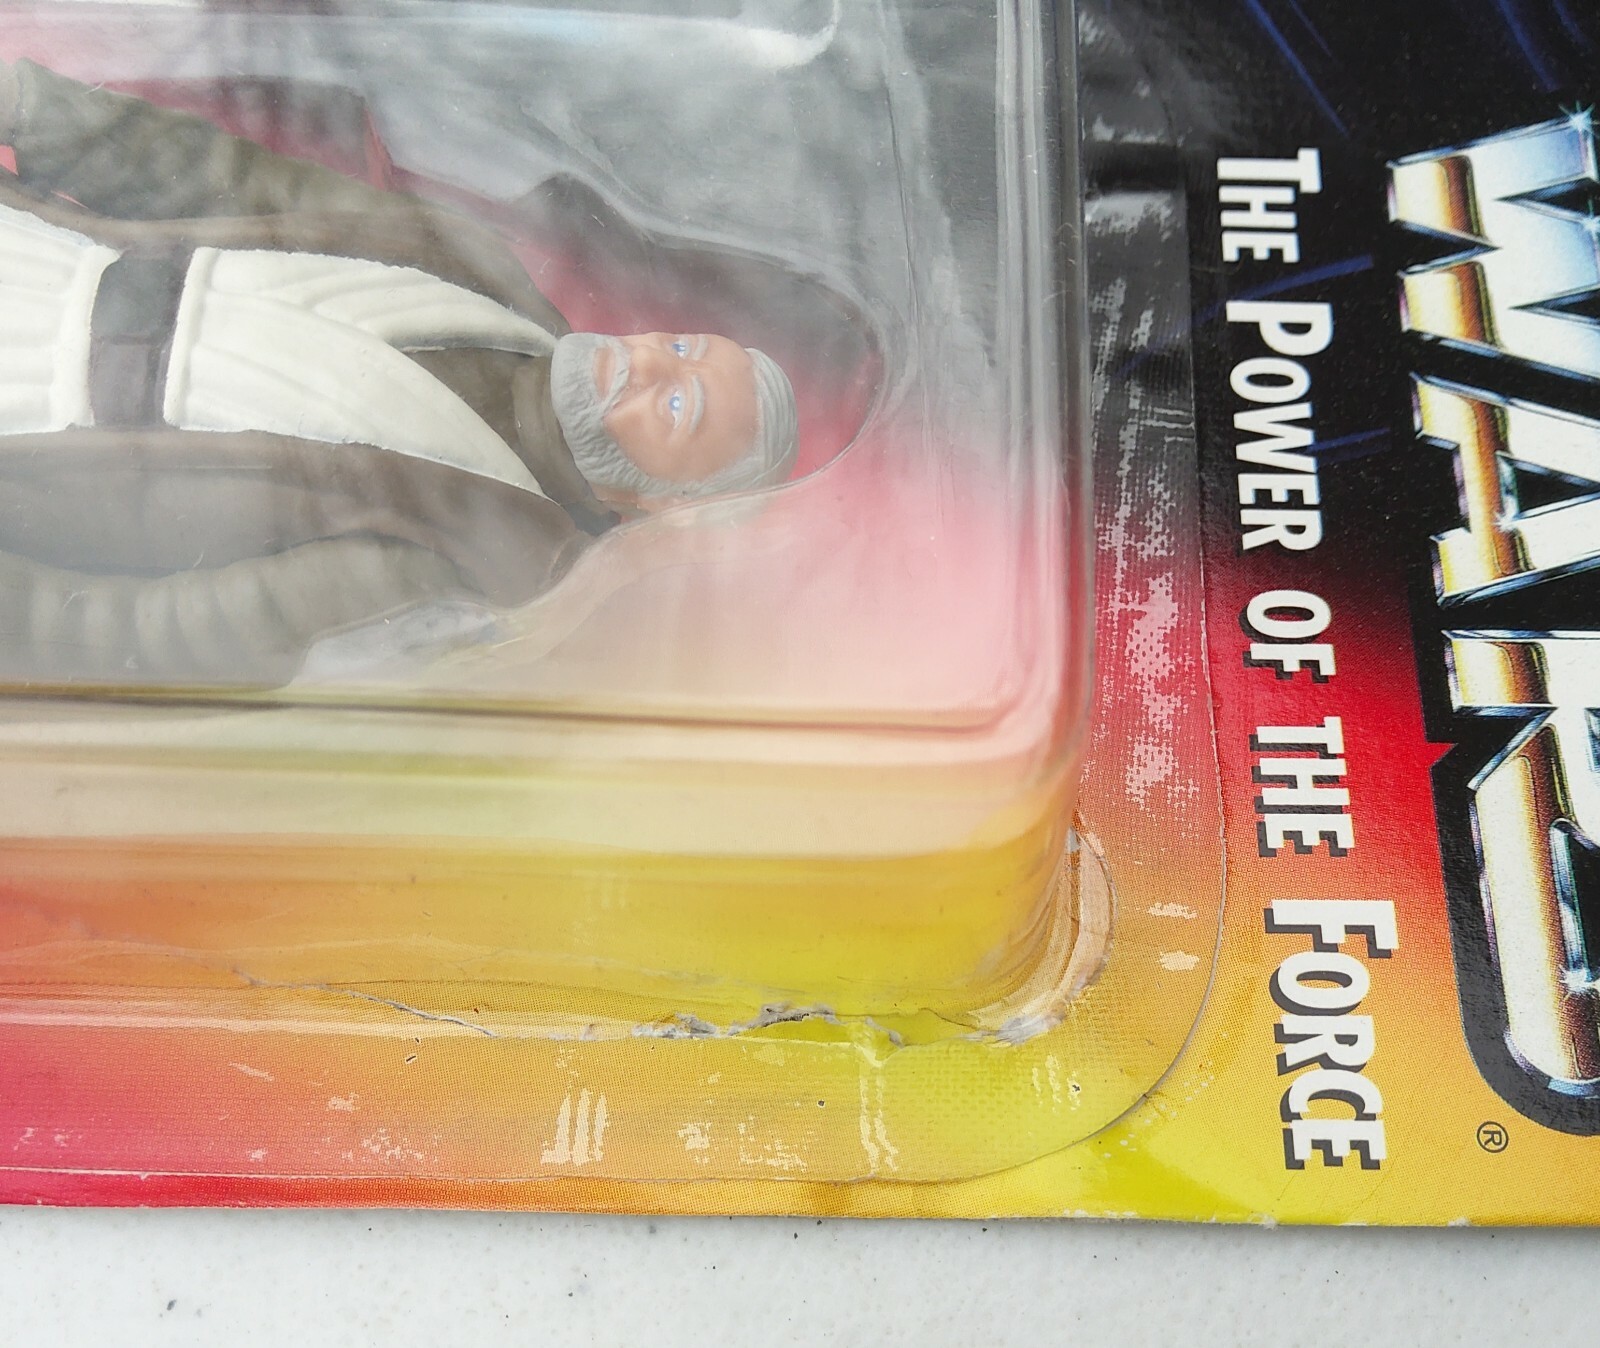 WARS
THE POWER OF THE FORCE
®